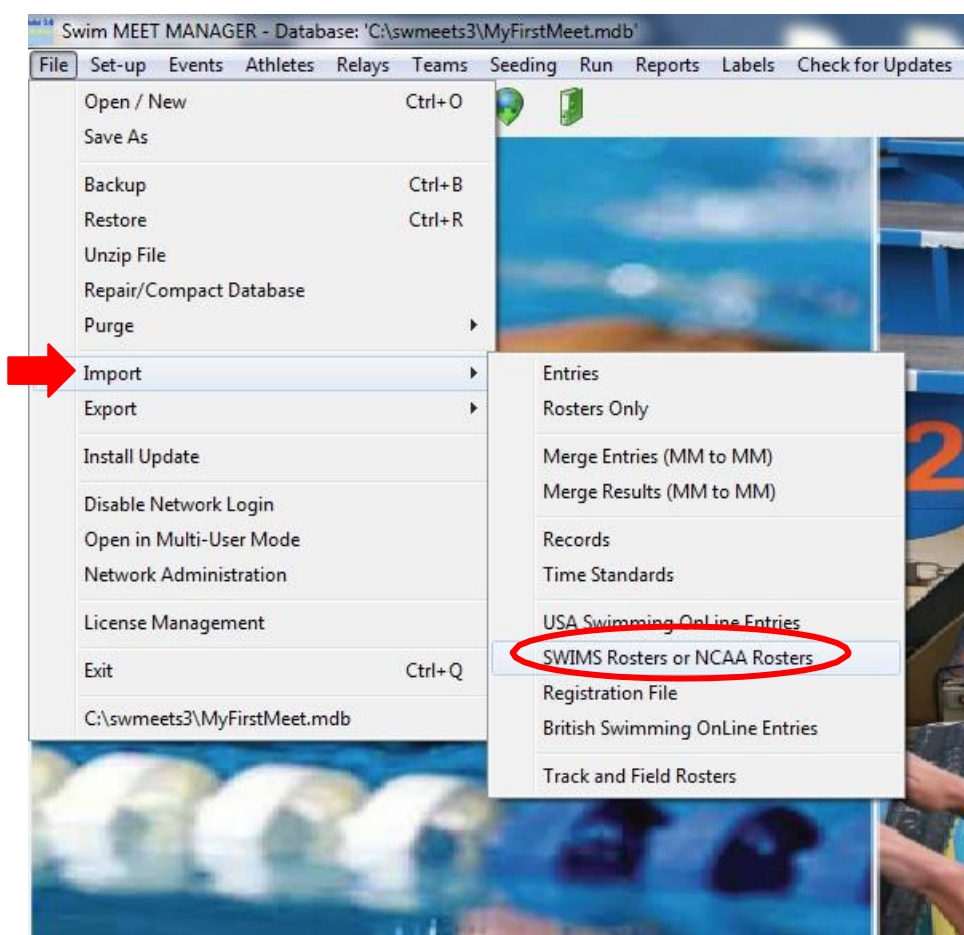 Swim MEET MANAGER - Database: 'C:\swmeets3\MyFirstMeet.mdb'
File Set-up Events Athletes Relays Teams Seeding Run Reports Labels Check for Updates
Open / New Ctrl+O
Save As
Backup Ctrl+B
Restore Ctrl+R
Unzip File
Repair/Compact Database
Purge
Import
Export
Install Update
Disable Network Login
Open in Multi-User Mode
Network Administration
License Management
Exit Ctrl+Q
C:\swmeets3\MyFirstMeet.mdb
Entries
Rosters Only
Merge Entries (MM to MM)
Merge Results (MM to MM)
Records
Time Standards
USA Swimming OnLine Entries
SWIMS Rosters or NCAA Rosters
Registration File
British Swimming OnLine Entries
Track and Field Rosters
2